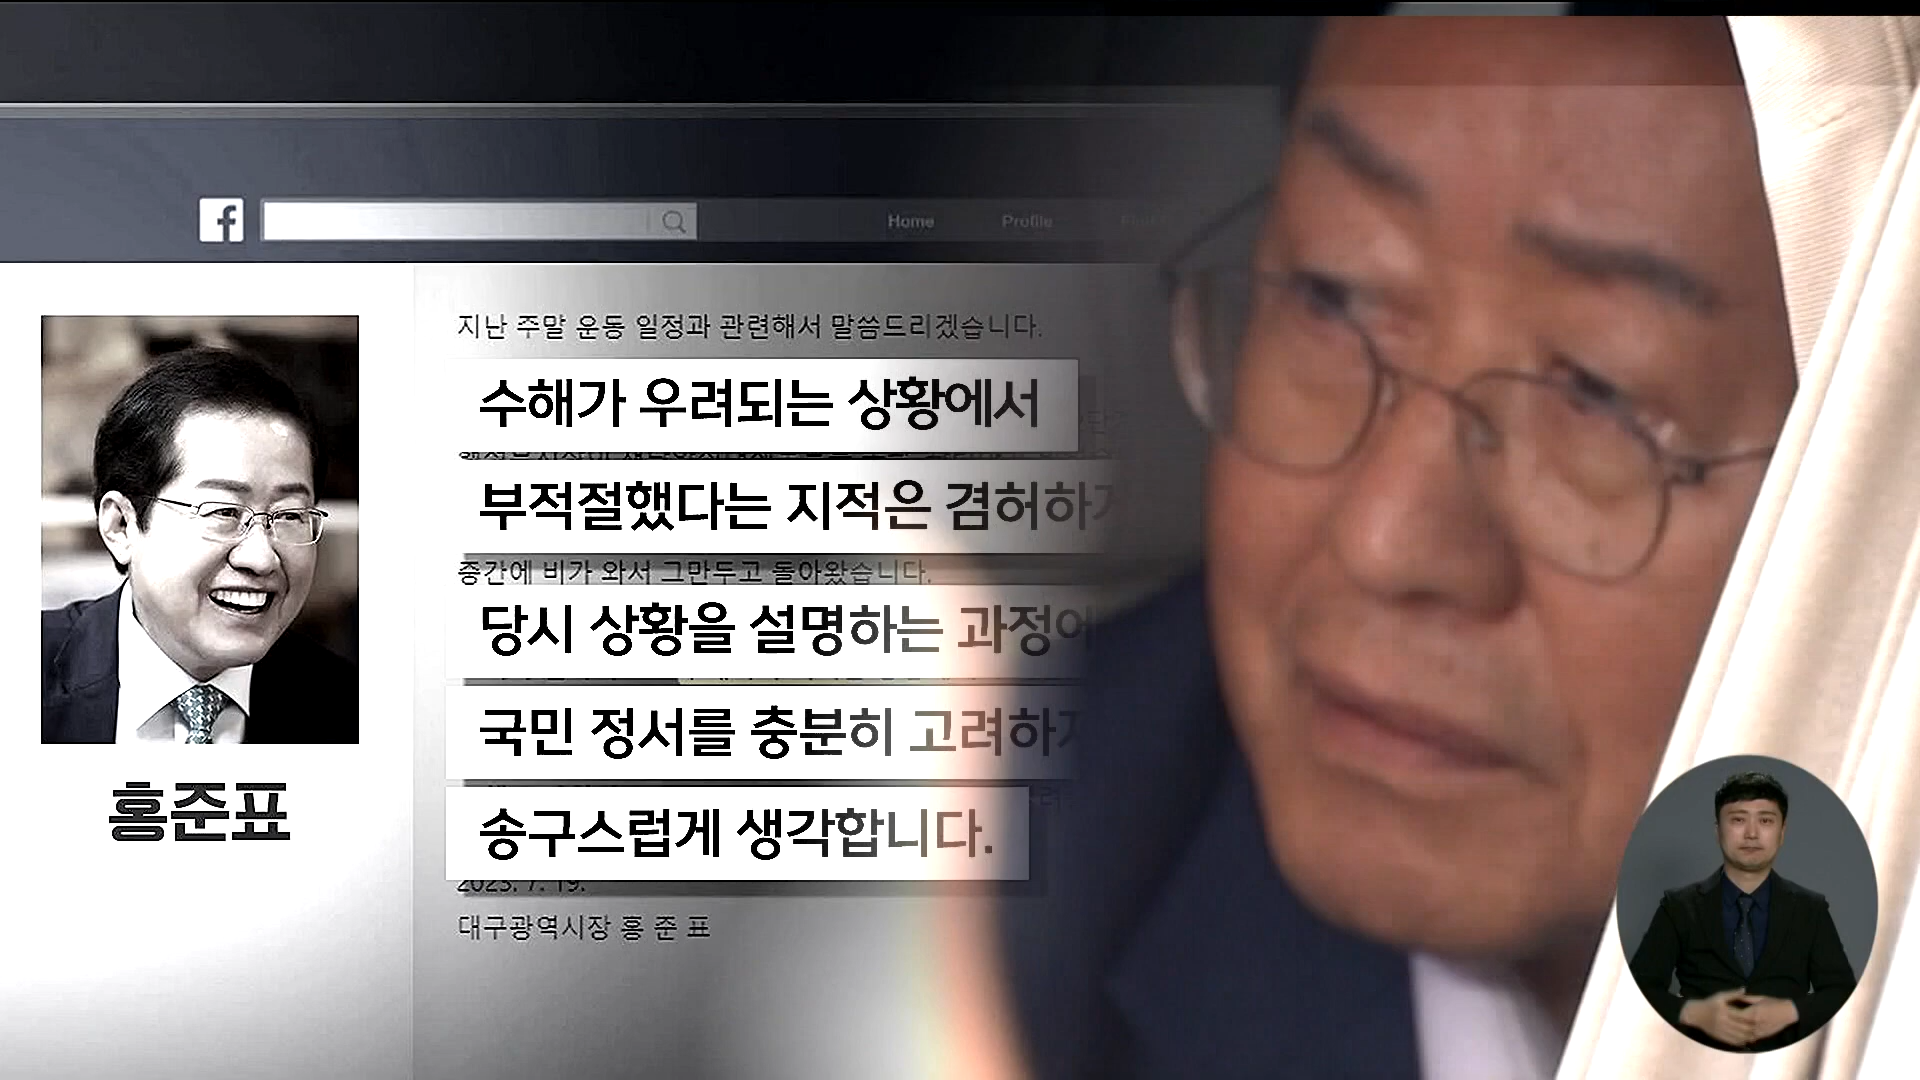 f
Home Profile
지난 주말 운동 일정과 관련해서 말씀드리겠습니다.
수해가 우려되는 상황에서
부적절했다는 지적은 겸허하
중간에 비가 와서 그만두고 돌아왔습니다.
당시 상황을 설명하는 과정에
국민 정서를 충분히 고려하
송구스럽게 생각합니다.
2023. 7. 19.
대구광역시장 홍 준 표
홍준표